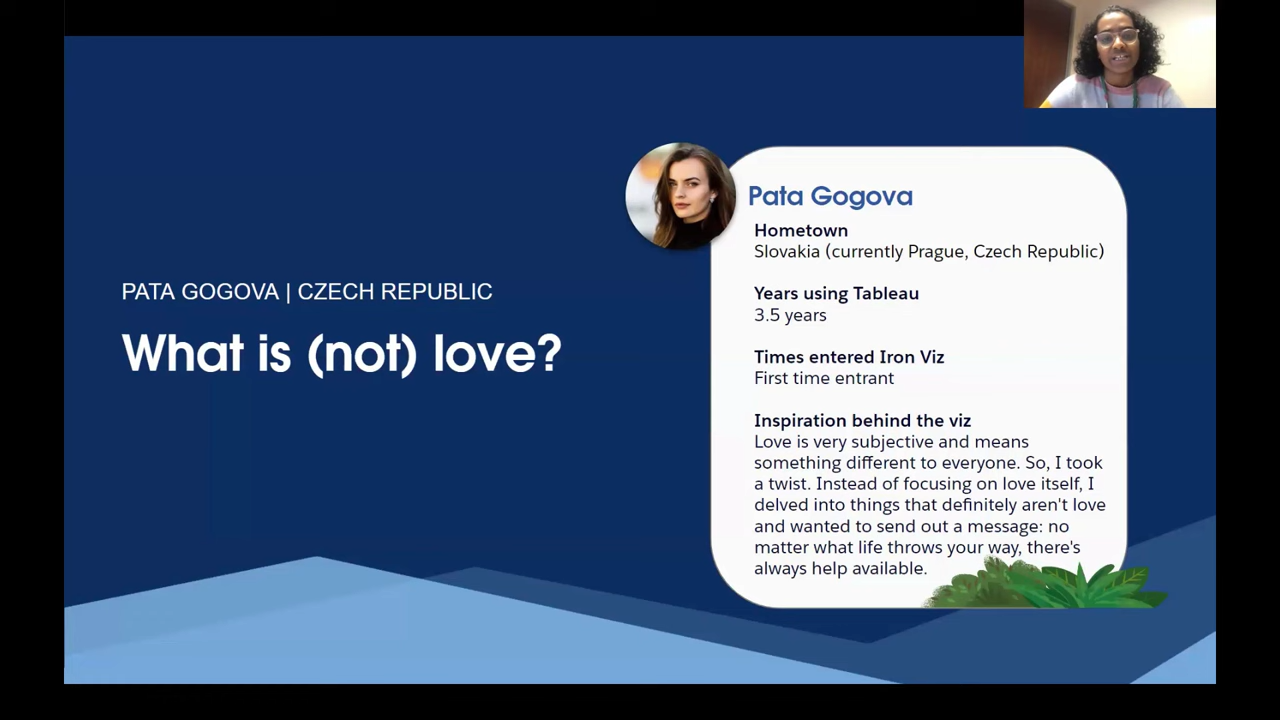 PATA GOGOVA | CZECH REPUBLIC
What is (not) love?
Pata Gogova
Hometown
Slovakia (currently Prague, Czech Republic)
Years using Tableau
3.5 years
Times entered Iron Viz
First time entrant
Inspiration behind the viz
Love is very subjective and means
something different to everyone. So, I took
a twist. Instead of focusing on love itself, I
delved into things that definitely aren't love
and wanted to send out a message: no
matter what life throws your way, there's
always help available.